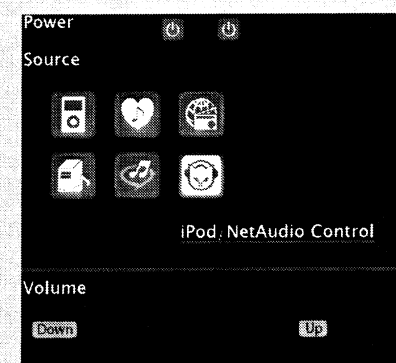 Power
Source
iPod, NetAudio Control
Volume
Down Up